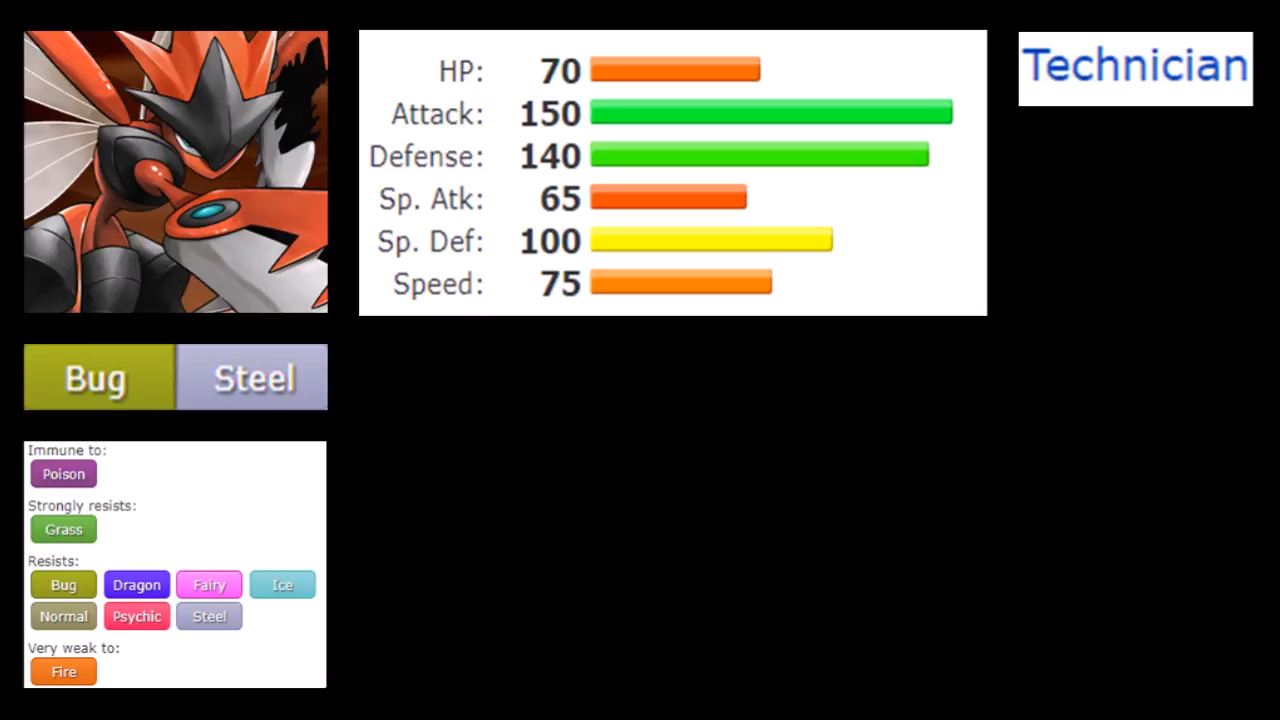 HP: 70
Attack: 150
Defense: 140
Sp. Atk: 65
Sp. Def: 100
Speed: 75
Technician
Bug Steel
Immune to:
Poison
Strongly resists:
Grass
Resists:
Bug Dragon Fairy Ice
Normal Psychic Steel
Very weak to:
Fire